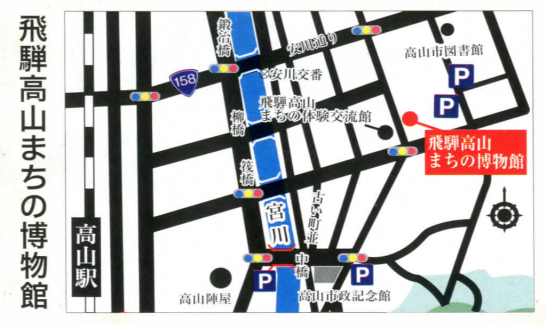 飛騨高山まちの博物館
鍛冶橋
安川通り
高山市図書館
158
安川交番
P
P
飛騨高山
まちの体験交流館
柳橋
飛騨高山
まちの博物館
筏橋
古い町並
宮川
高山駅
中橋
P
P
高山陣屋
高山市政記念館